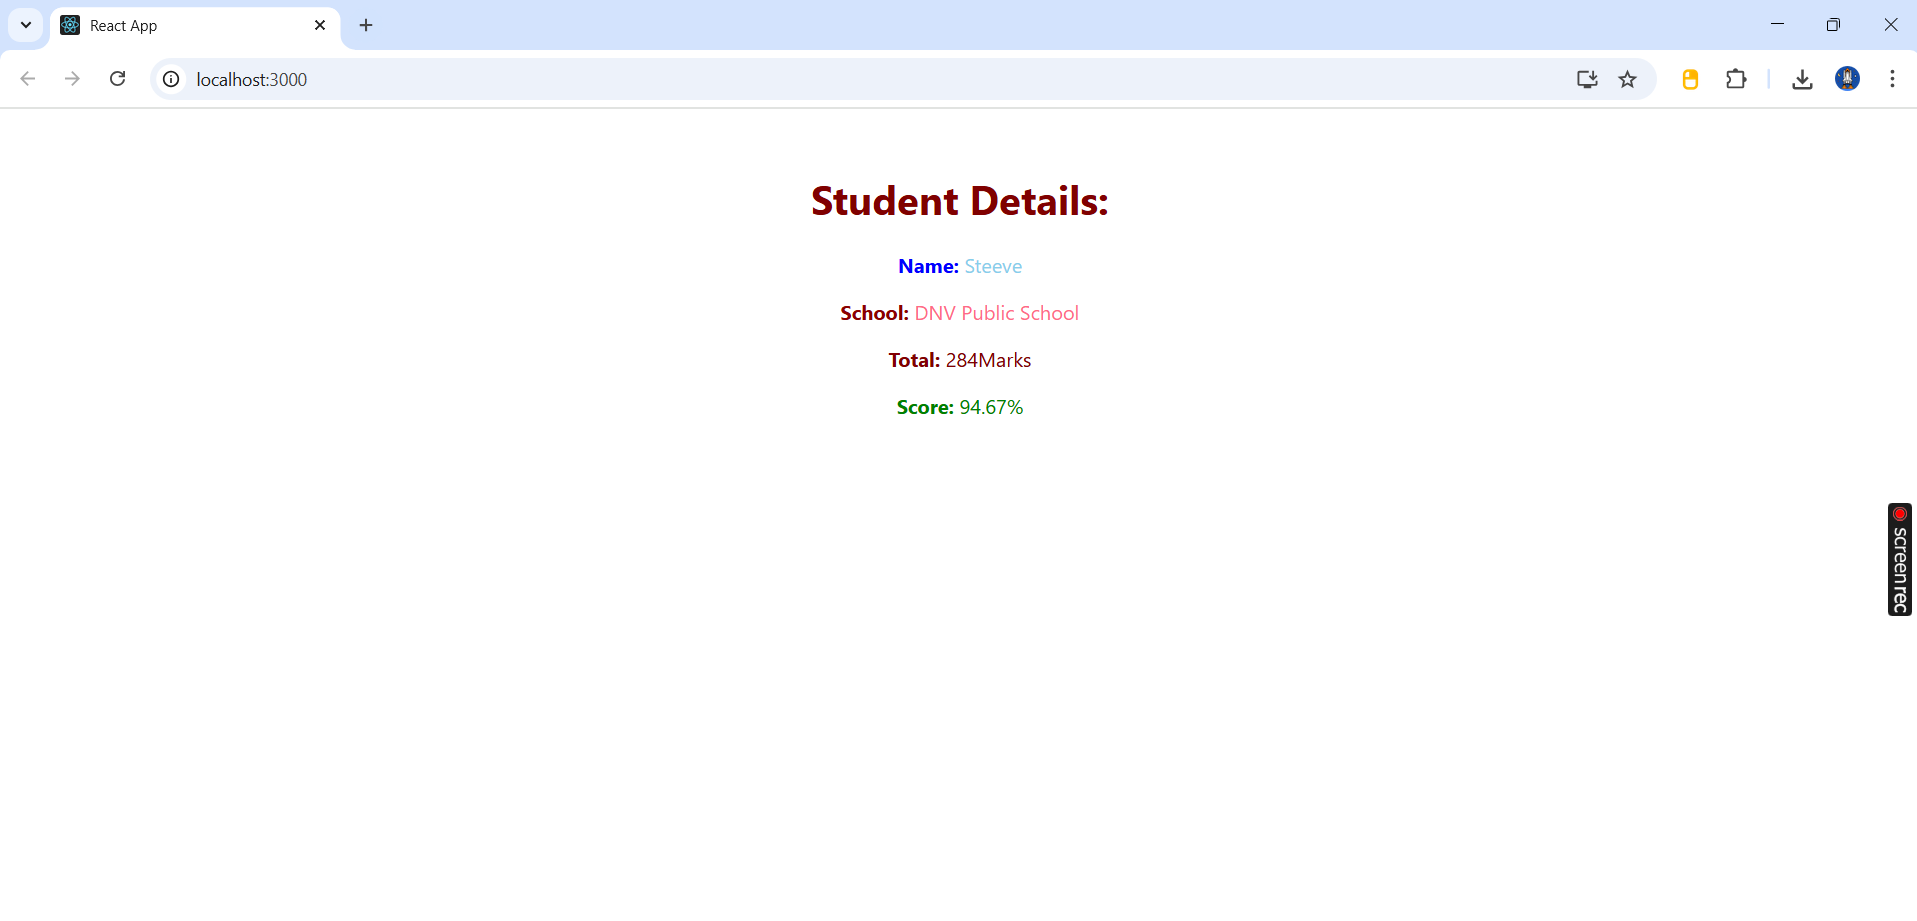 React App
localhost:3000
Student Details:
Name: Steeve
School: DNV Public School
Total: 284Marks
Score: 94.67%
screenrec